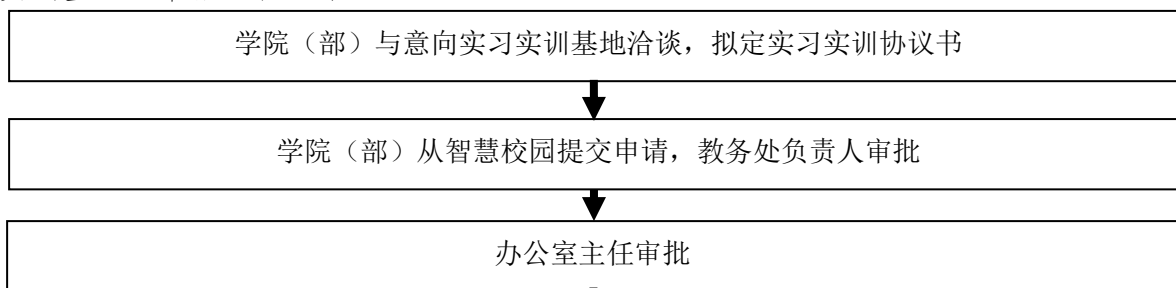 学院（部）与意向实习实训基地洽谈，拟定实习实训协议书
学院（部）从智慧校园提交申请，教务处负责人审批
办公室主任审批